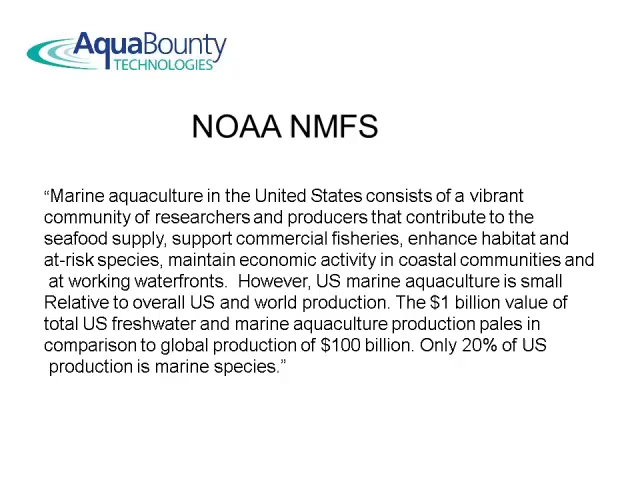 AquaBounty
TECHNOLOGIES
NOAA NMFS
“Marine aquaculture in the United States consists of a vibrant
community of researchers and producers that contribute to the
seafood supply, support commercial fisheries, enhance habitat and
at-risk species, maintain economic activity in coastal communities and
at working waterfronts.  However, US marine aquaculture is small
Relative to overall US and world production. The $1 billion value of
total US freshwater and marine aquaculture production pales in
comparison to global production of $100 billion. Only 20% of US
production is marine species.”